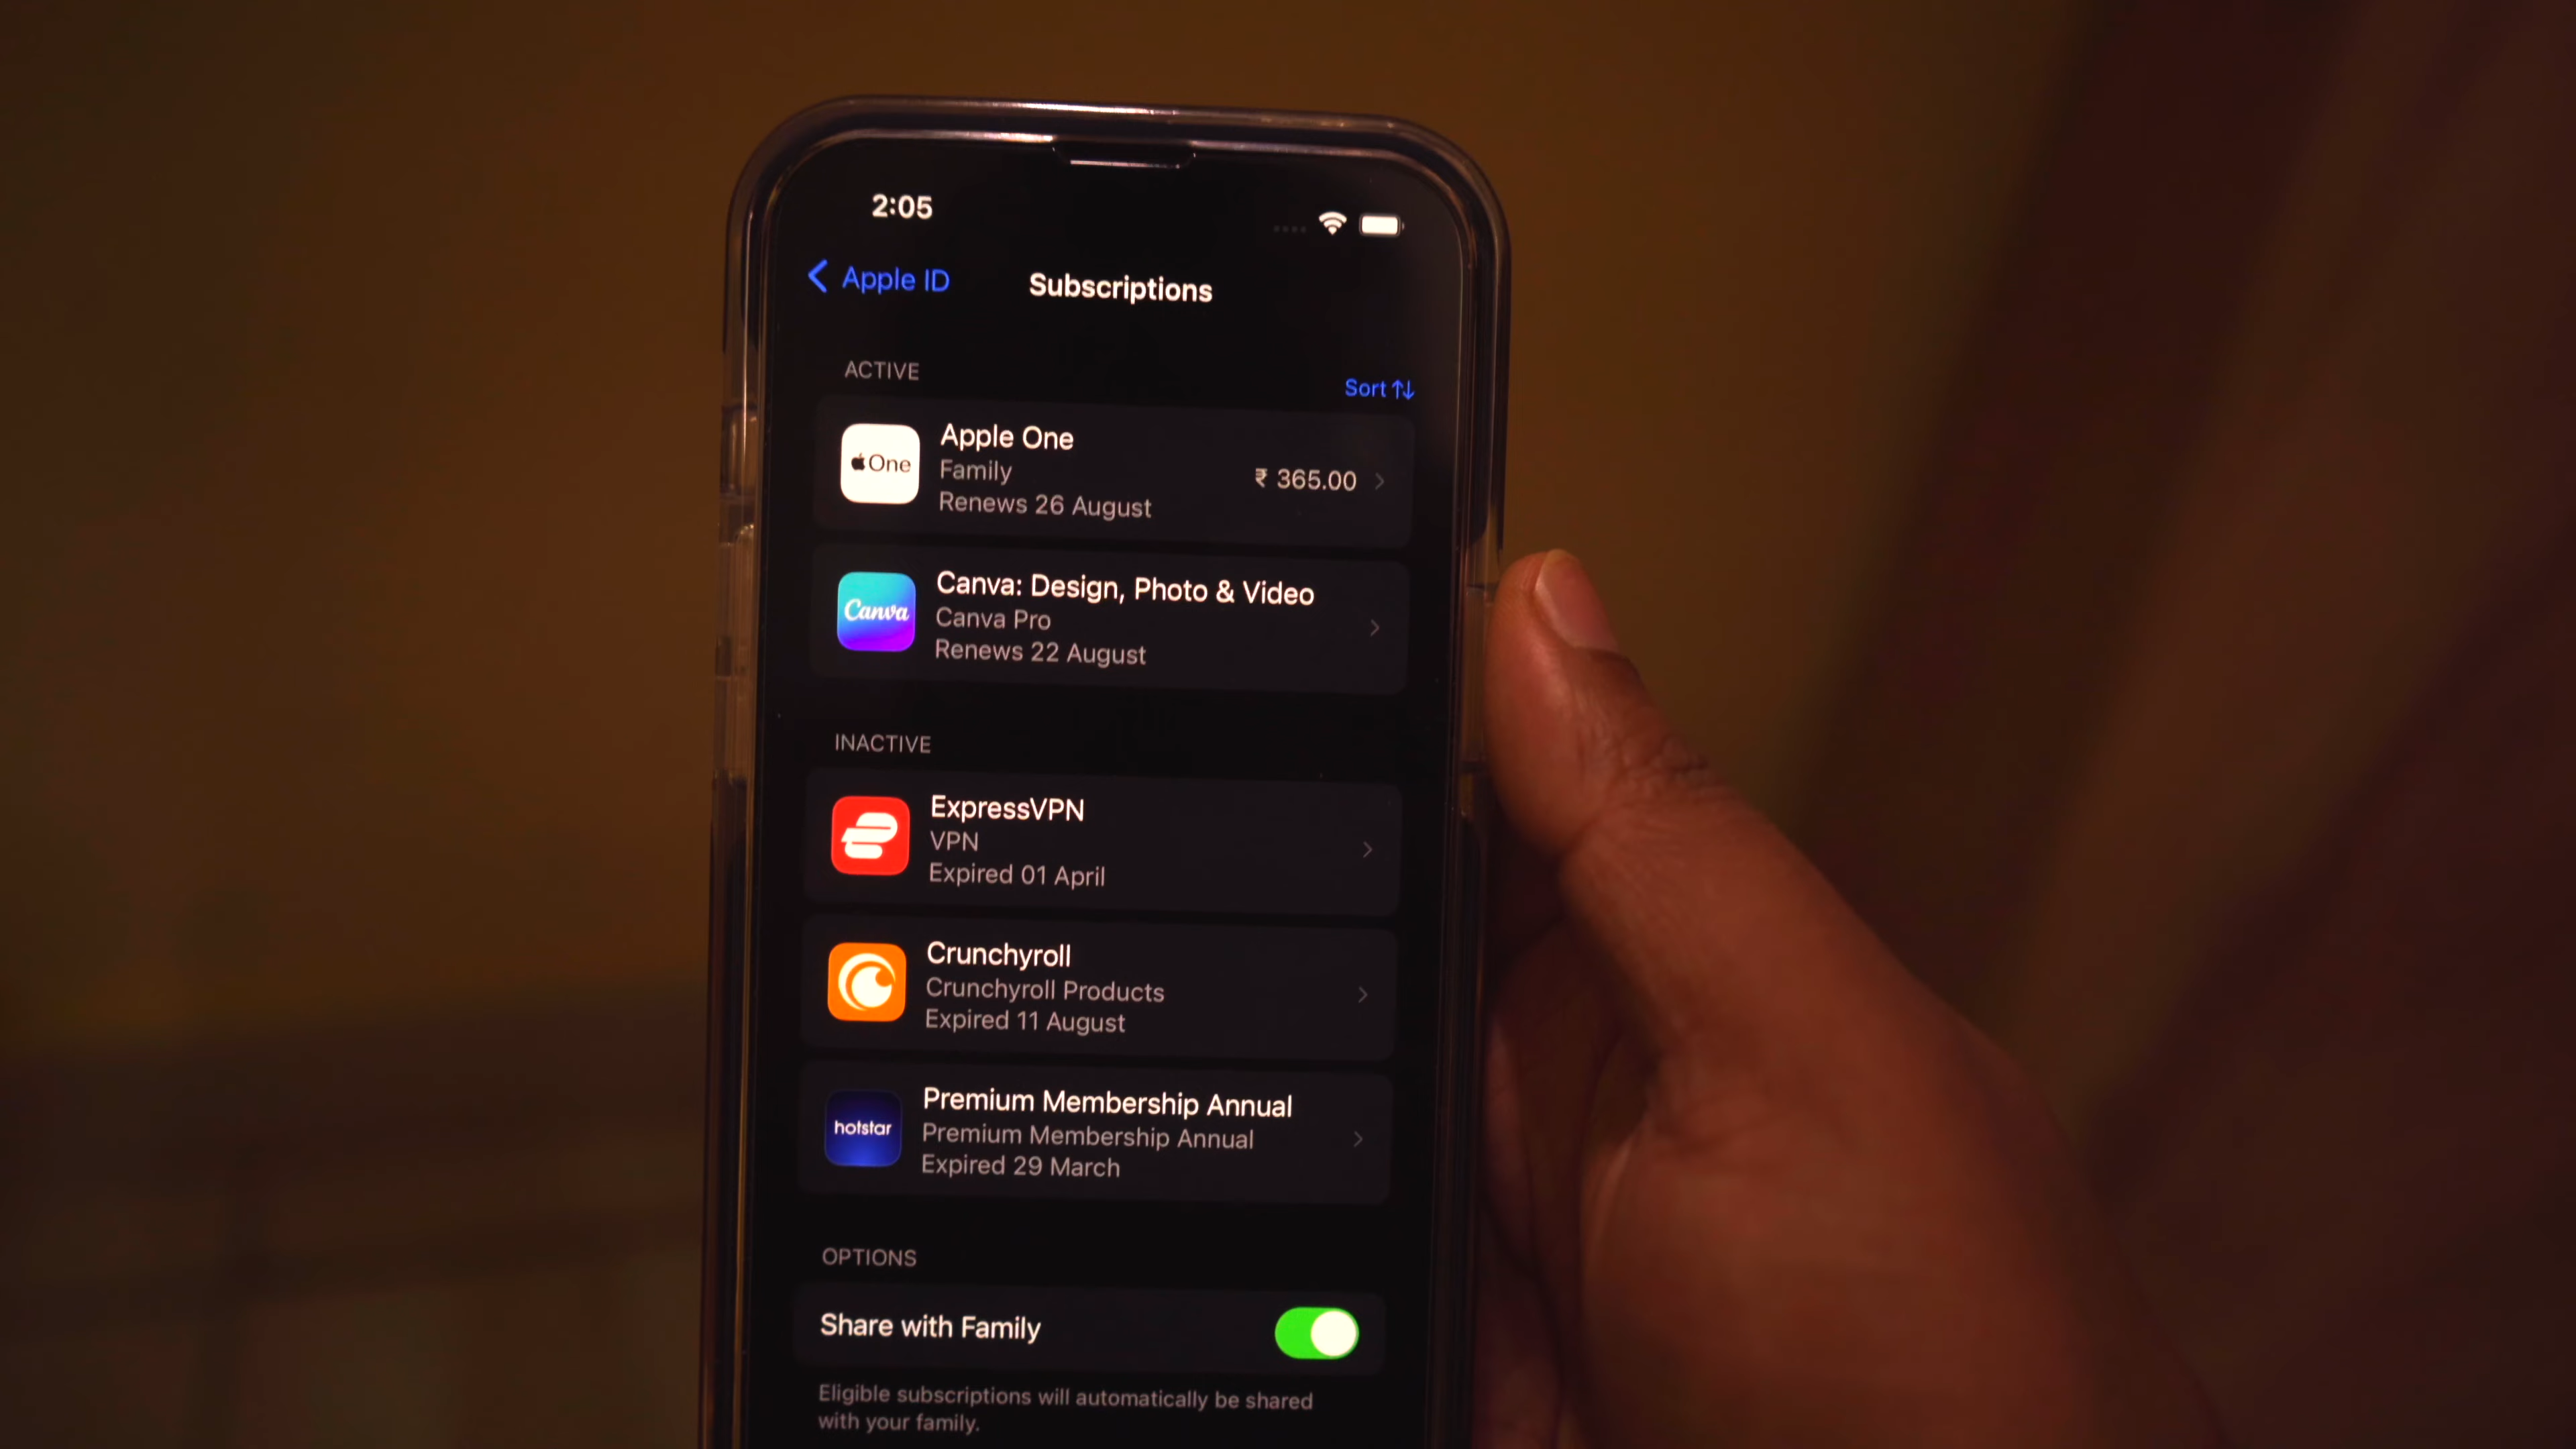 2:05
Apple ID
Subscriptions
ACTIVE
Sort
One
Apple One
Family
Renews 26 August
₹ 365.00
Canva
Canva: Design, Photo & Video
Canva Pro
Renews 22 August
INACTIVE
ExpressVPN
VPN
Expired 01 April
Crunchyroll
Crunchyroll Products
Expired 11 August
hotstar
Premium Membership Annual
Premium Membership Annual
Expired 29 March
OPTIONS
Share with Family
Eligible subscriptions will automatically be shared
with your family.